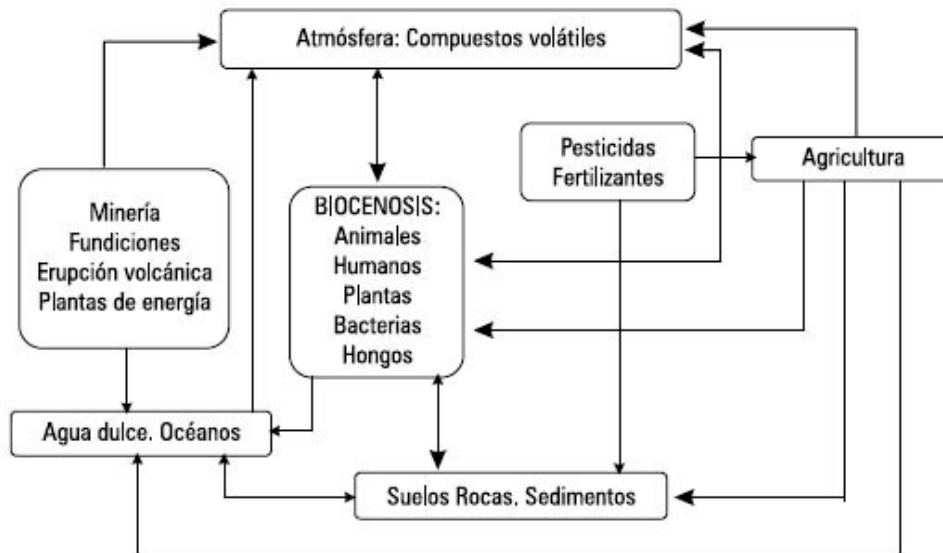 Atmósfera: Compuestos volátiles
Pesticidas
Fertilizantes
Agricultura
Minería
Fundiciones
Erupción volcánica
Plantas de energía
BIOCENOSIS:
Animales
Humanos
Plantas
Bacterias
Hongos
Agua dulce. Océanos
Suelos Rocas. Sedimentos